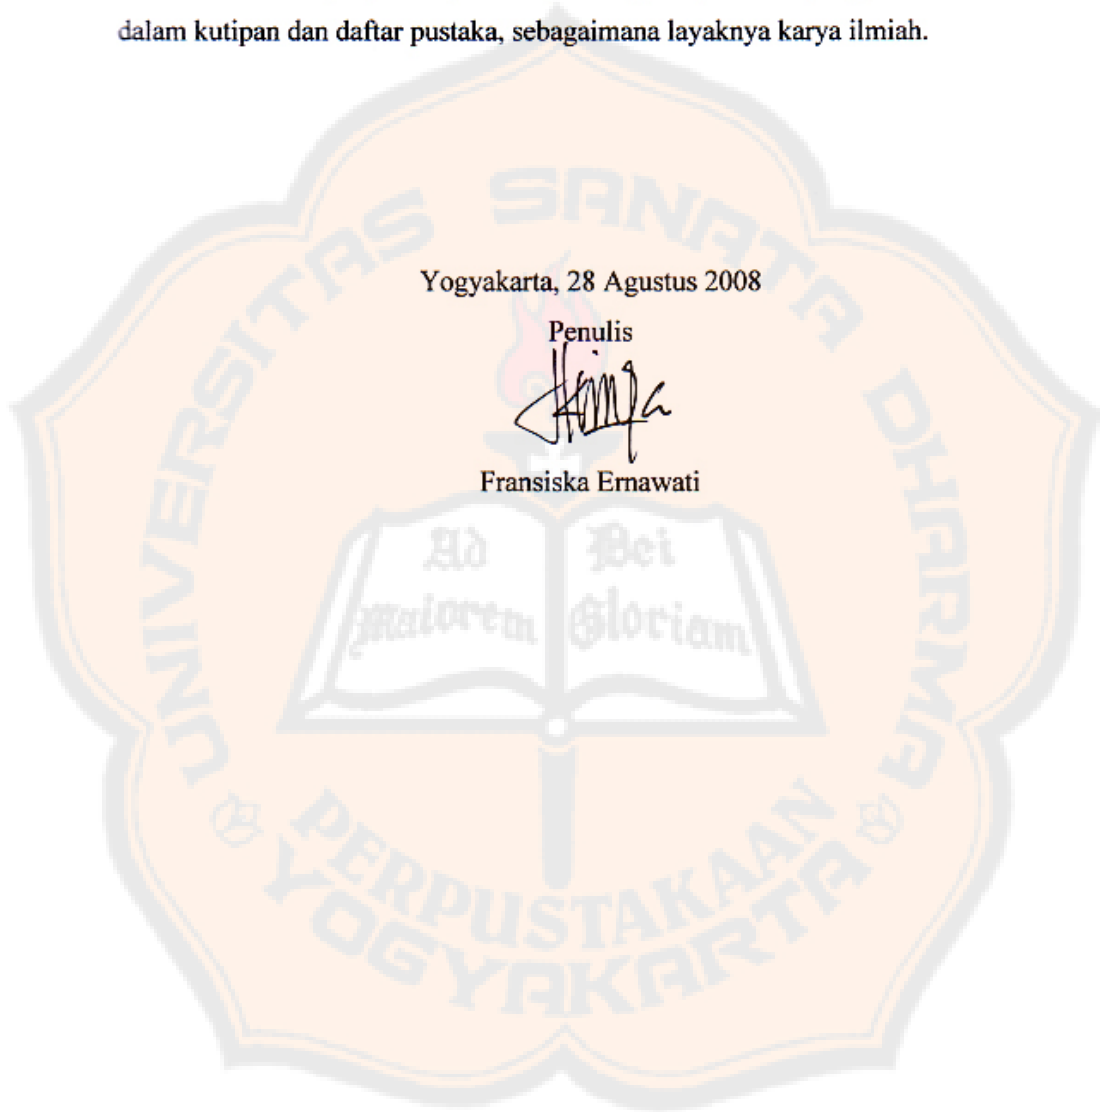 dalam kutipan dan daftar pustaka, sebagaimana layaknya karya ilmiah.
Yogyakarta, 28 Agustus 2008
Penulis
Fransiska Ernawati
UNIVERSITAS SANATA DHARMA
Ad Dei
Maiorem Gloriam
PERPUSTAKAAN
YOGYAKARTA